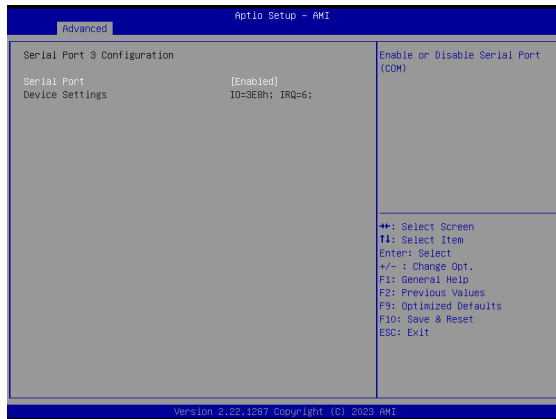 Aptio Setup - AMI
Advanced
Serial Port 3 Configuration
Serial Port [Enabled]
Device Settings IO=3E8h; IRQ=6;
Enable or Disable Serial Port
(COM)
→←: Select Screen
↑↓: Select Item
Enter: Select
+/- : Change Opt.
F1: General Help
F2: Previous Values
F9: Optimized Defaults
F10: Save & Reset
ESC: Exit
Version 2.22.1287 Copyright (C) 2023 AMI